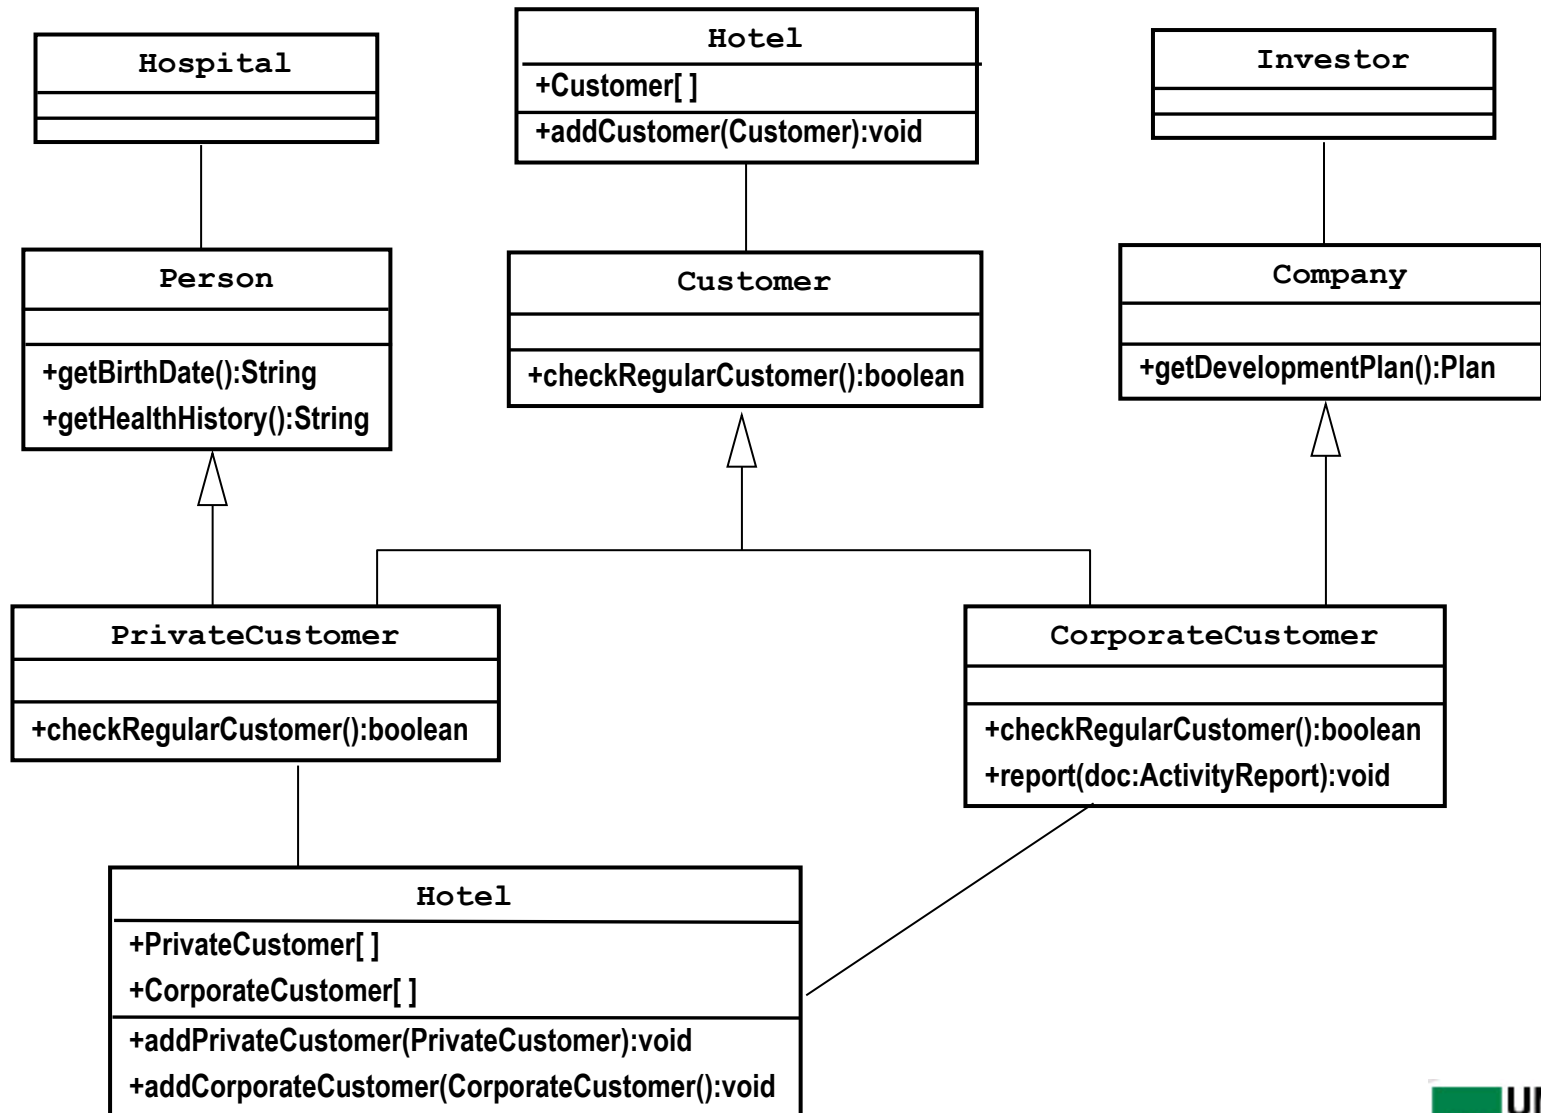 Hospital
Hotel
+Customer[ ]
+addCustomer(Customer):void
Investor
Person
+getBirthDate():String
+getHealthHistory():String
Customer
+checkRegularCustomer():boolean
Company
+getDevelopmentPlan():Plan
PrivateCustomer
+checkRegularCustomer():boolean
CorporateCustomer
+checkRegularCustomer():boolean
+report(doc:ActivityReport):void
Hotel
+PrivateCustomer[ ]
+CorporateCustomer[ ]
+addPrivateCustomer(PrivateCustomer):void
+addCorporateCustomer(CorporateCustomer():void